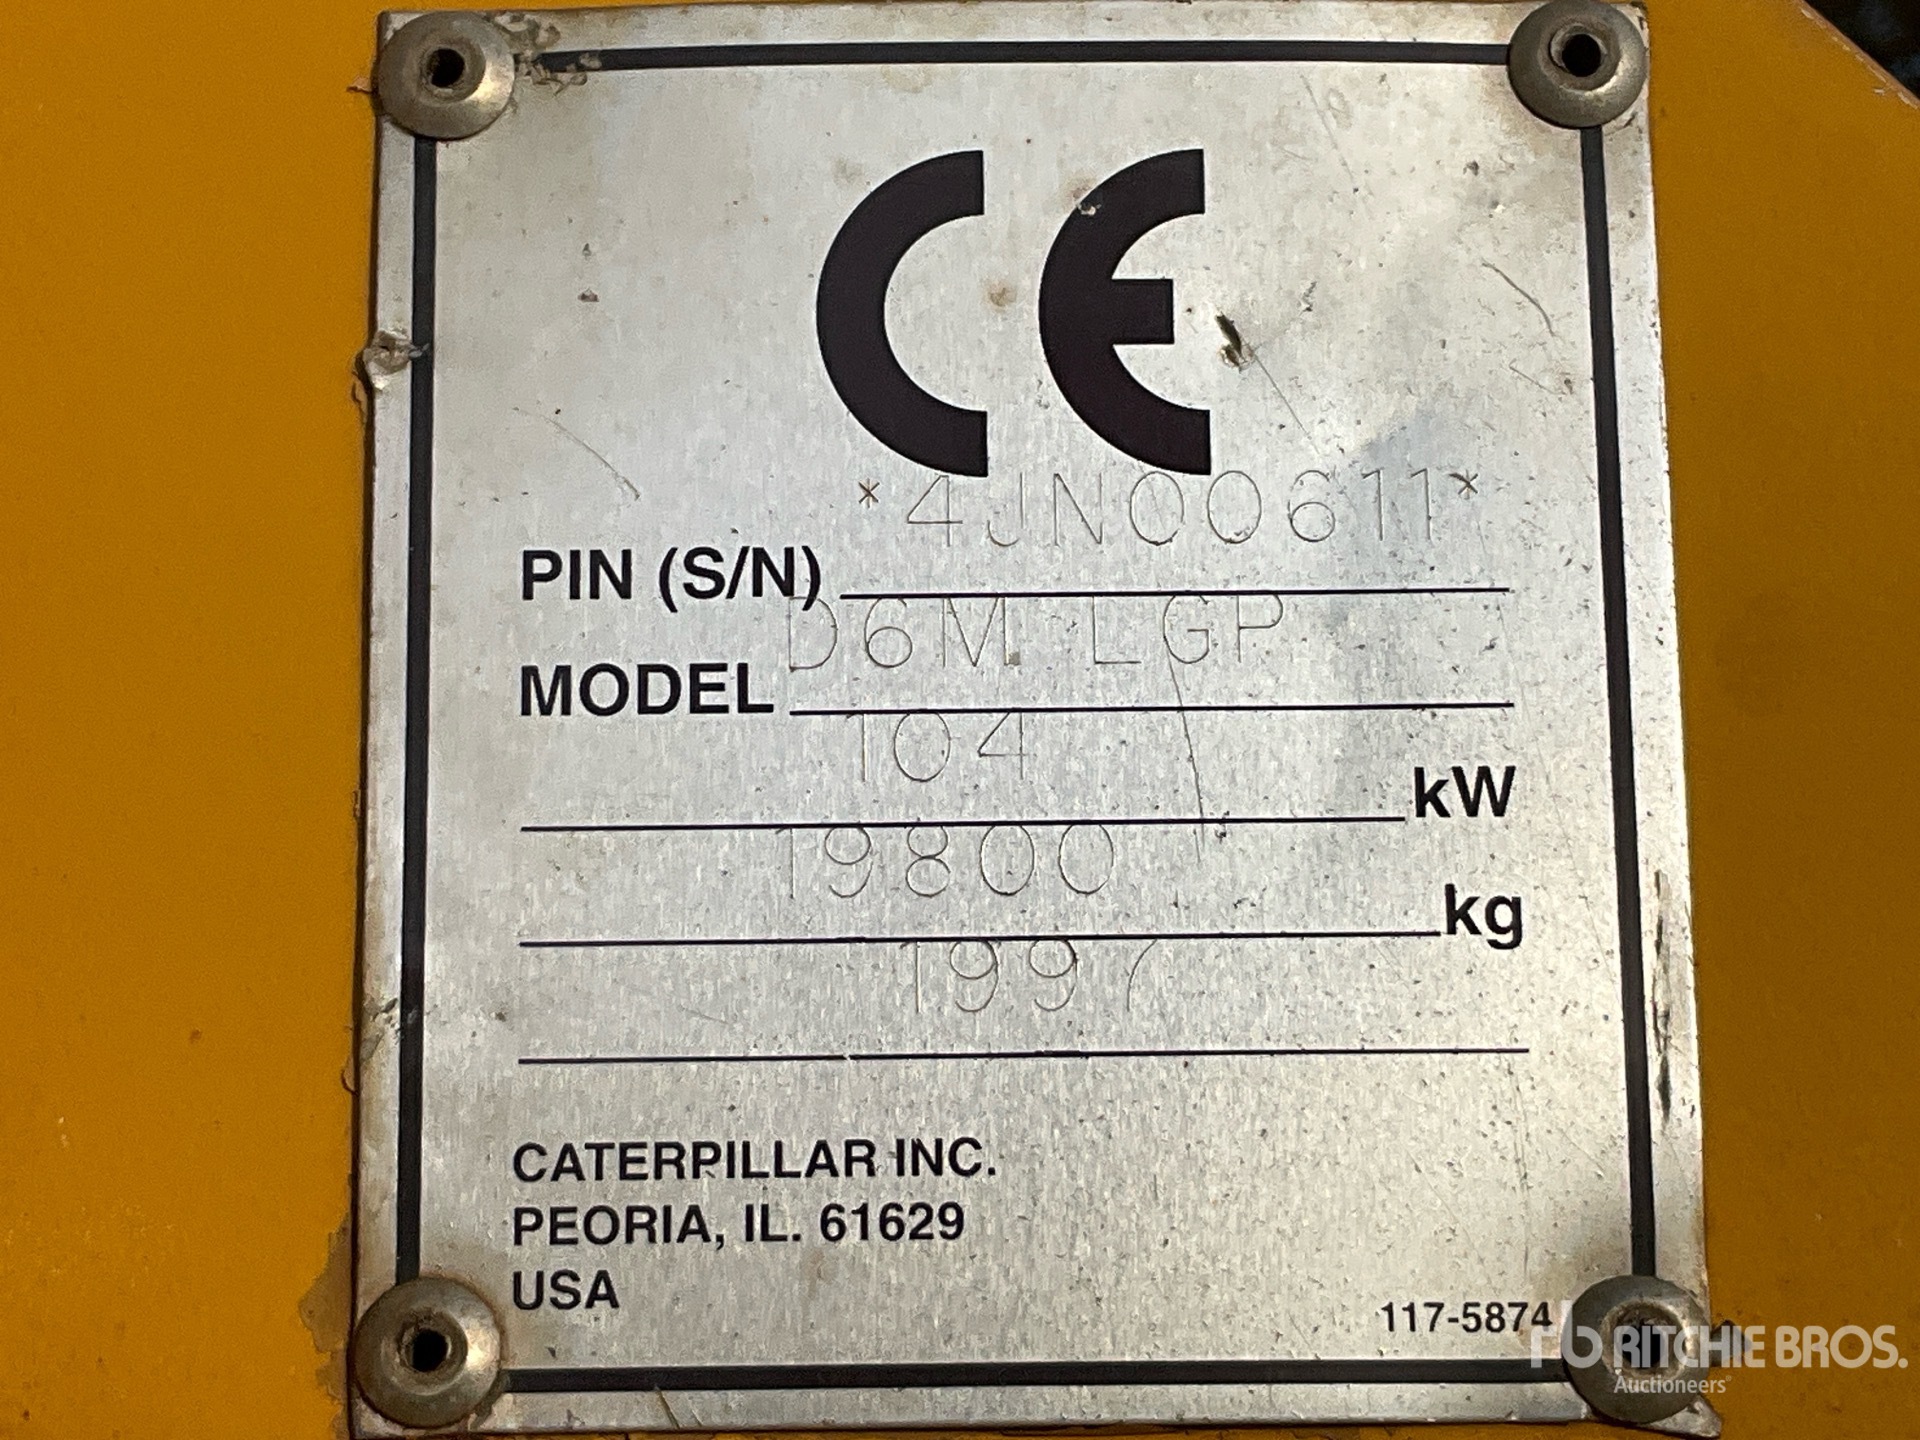 CE
*4JN00611*
PIN (S/N)
D6M LGP
MODEL
104
kW
19800
kg
1997
CATERPILLAR INC.
PEORIA, IL. 61629
USA
117-5874
rb RITCHIE BROS.
Auctioneers